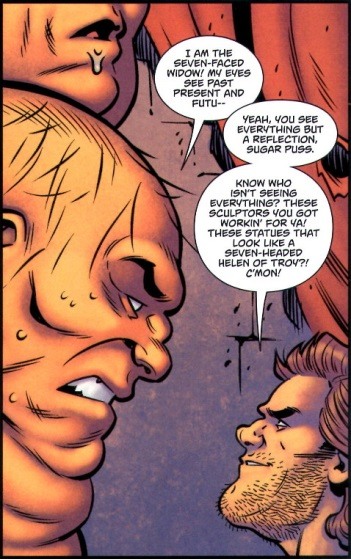 I AM THE
SEVEN-FACED
WIDOW! MY EYES
SEE PAST
PRESENT AND
FUTU--
YEAH, YOU SEE
EVERYTHING BUT
A REFLECTION,
SUGAR PUSS.
KNOW WHO
ISN'T SEEING
EVERYTHING? THESE
SCULPTORS YOU GOT
WORKIN' FOR YA!
THESE STATUES THAT
LOOK LIKE A
SEVEN-HEADED
HELEN OF TROY?!
C'MON!